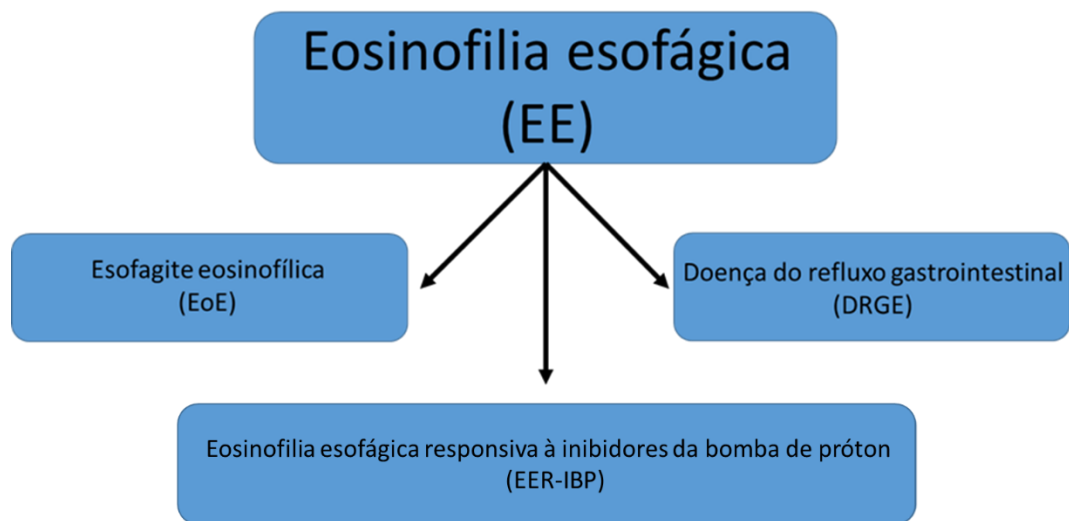 Eosinofilia esofágica
(EE)
Esofagite eosinofílica
(EoE)
Doença do refluxo gastrointestinal
(DRGE)
Eosinofilia esofágica responsiva à inibidores da bomba de próton
(EER-IBP)